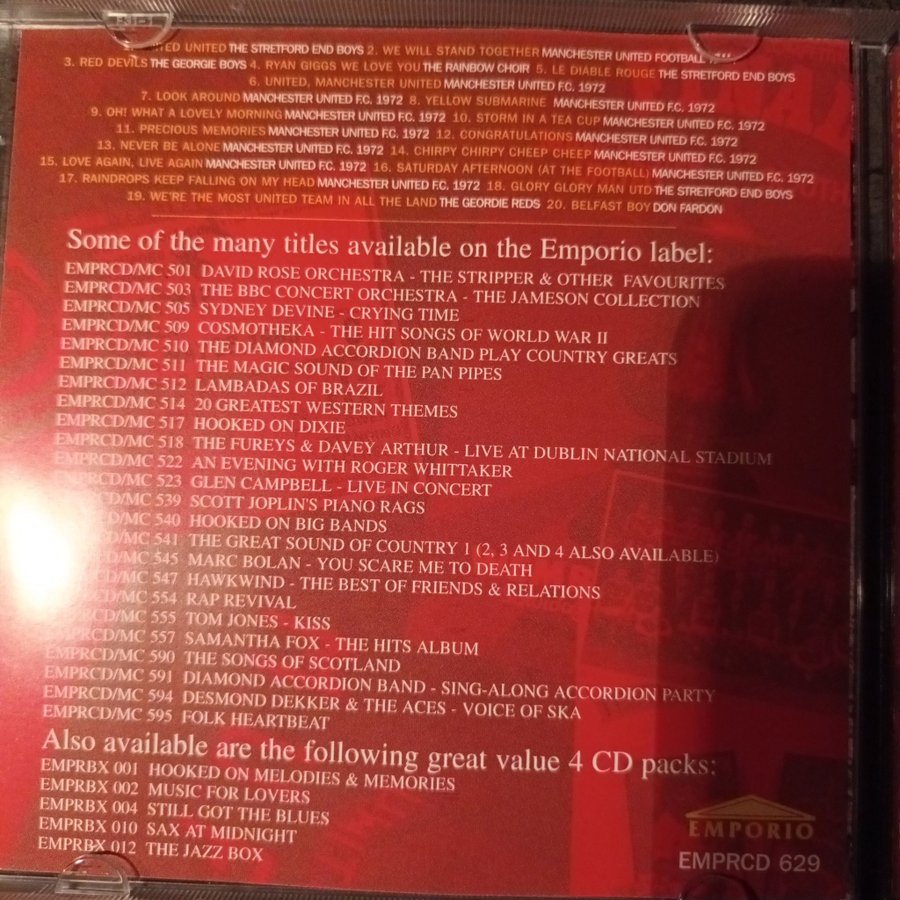 UNITED THE STRETFORD END BOYS 2. WE WILL STAND TOGETHER MANCHESTER UNITED FOOTBALL
3. RED DEVILS THE GEORGIE BOYS 4. RYAN GIGGS WE LOVE YOU THE RAINBOW CHOIR 5. LE DIABLE ROUGE THE STRETFORD END BOYS
6. UNITED, MANCHESTER UNITED MANCHESTER UNITED F.C. 1972
7. LOOK AROUND MANCHESTER UNITED F.C. 1972 8. YELLOW SUBMARINE MANCHESTER UNITED F.C. 1972
9. OH! WHAT A LOVELY MORNING MANCHESTER UNITED F.C. 1972 10. STORM IN A TEA CUP MANCHESTER UNITED F.C. 1972
11. PRECIOUS MEMORIES MANCHESTER UNITED F.C. 1972 12. CONGRATULATIONS MANCHESTER UNITED F.C. 1972
13. NEVER BE ALONE MANCHESTER UNITED F.C. 1972 14. CHIRPY CHIRPY CHEEP CHEEP MANCHESTER UNITED F.C. 1972
15. LOVE AGAIN, LIVE AGAIN MANCHESTER UNITED F.C. 1972 16. SATURDAY AFTERNOON (AT THE FOOTBALL) MANCHESTER UNITED F.C. 1972
17. RAINDROPS KEEP FALLING ON MY HEAD MANCHESTER UNITED F.C. 1972 18. GLORY GLORY MAN UTD THE STRETFORD END BOYS
19. WE'RE THE MOST UNITED TEAM IN ALL THE LAND THE GEORDIE REDS 20. BELFAST BOY DON FARDON
Some of the many titles available on the Emporio label:
EMPRCD/MC 501 DAVID ROSE ORCHESTRA - THE STRIPPER & OTHER FAVOURITES
EMPRCD/MC 503 THE BBC CONCERT ORCHESTRA - THE JAMESON COLLECTION
EMPRCD/MC 505 SYDNEY DEVINE - CRYING TIME
EMPRCD/MC 509 COSMOTHEKA - THE HIT SONGS OF WORLD WAR II
EMPRCD/MC 510 THE DIAMOND ACCORDION BAND PLAY COUNTRY GREATS
EMPRCD/MC 511 THE MAGIC SOUND OF THE PAN PIPES
EMPRCD/MC 512 LAMBADAS OF BRAZIL
EMPRCD/MC 514 20 GREATEST WESTERN THEMES
EMPRCD/MC 517 HOOKED ON DIXIE
EMPRCD/MC 518 THE FUREYS & DAVEY ARTHUR - LIVE AT DUBLIN NATIONAL STADIUM
EMPRCD/MC 522 AN EVENING WITH ROGER WHITTAKER
EMPRCD/MC 523 GLEN CAMPBELL - LIVE IN CONCERT
EMPRCD/MC 539 SCOTT JOPLIN'S PIANO RAGS
CD/MC 540 HOOKED ON BIG BANDS
CD/MC 541 THE GREAT SOUND OF COUNTRY 1 (2, 3 AND 4 ALSO AVAILABLE)
CD/MC 545 MARC BOLAN - YOU SCARE ME TO DEATH
CD/MC 547 HAWKWIND - THE BEST OF FRIENDS & RELATIONS
CD/MC 554 RAP REVIVAL
CD/MC 555 TOM JONES - KISS
EMPRCD/MC 557 SAMANTHA FOX - THE HITS ALBUM
EMPRCD/MC 590 THE SONGS OF SCOTLAND
EMPRCD/MC 591 DIAMOND ACCORDION BAND - SING-ALONG ACCORDION PARTY
EMPRCD/MC 594 DESMOND DEKKER & THE ACES - VOICE OF SKA
EMPRCD/MC 595 FOLK HEARTBEAT
Also available are the following great value 4 CD packs:
EMPRBX 001 HOOKED ON MELODIES & MEMORIES
EMPRBX 002 MUSIC FOR LOVERS
EMPRBX 004 STILL GOT THE BLUES
EMPRBX 010 SAX AT MIDNIGHT
EMPRBX 012 THE JAZZ BOX
EMPORIO
EMPRCD 629